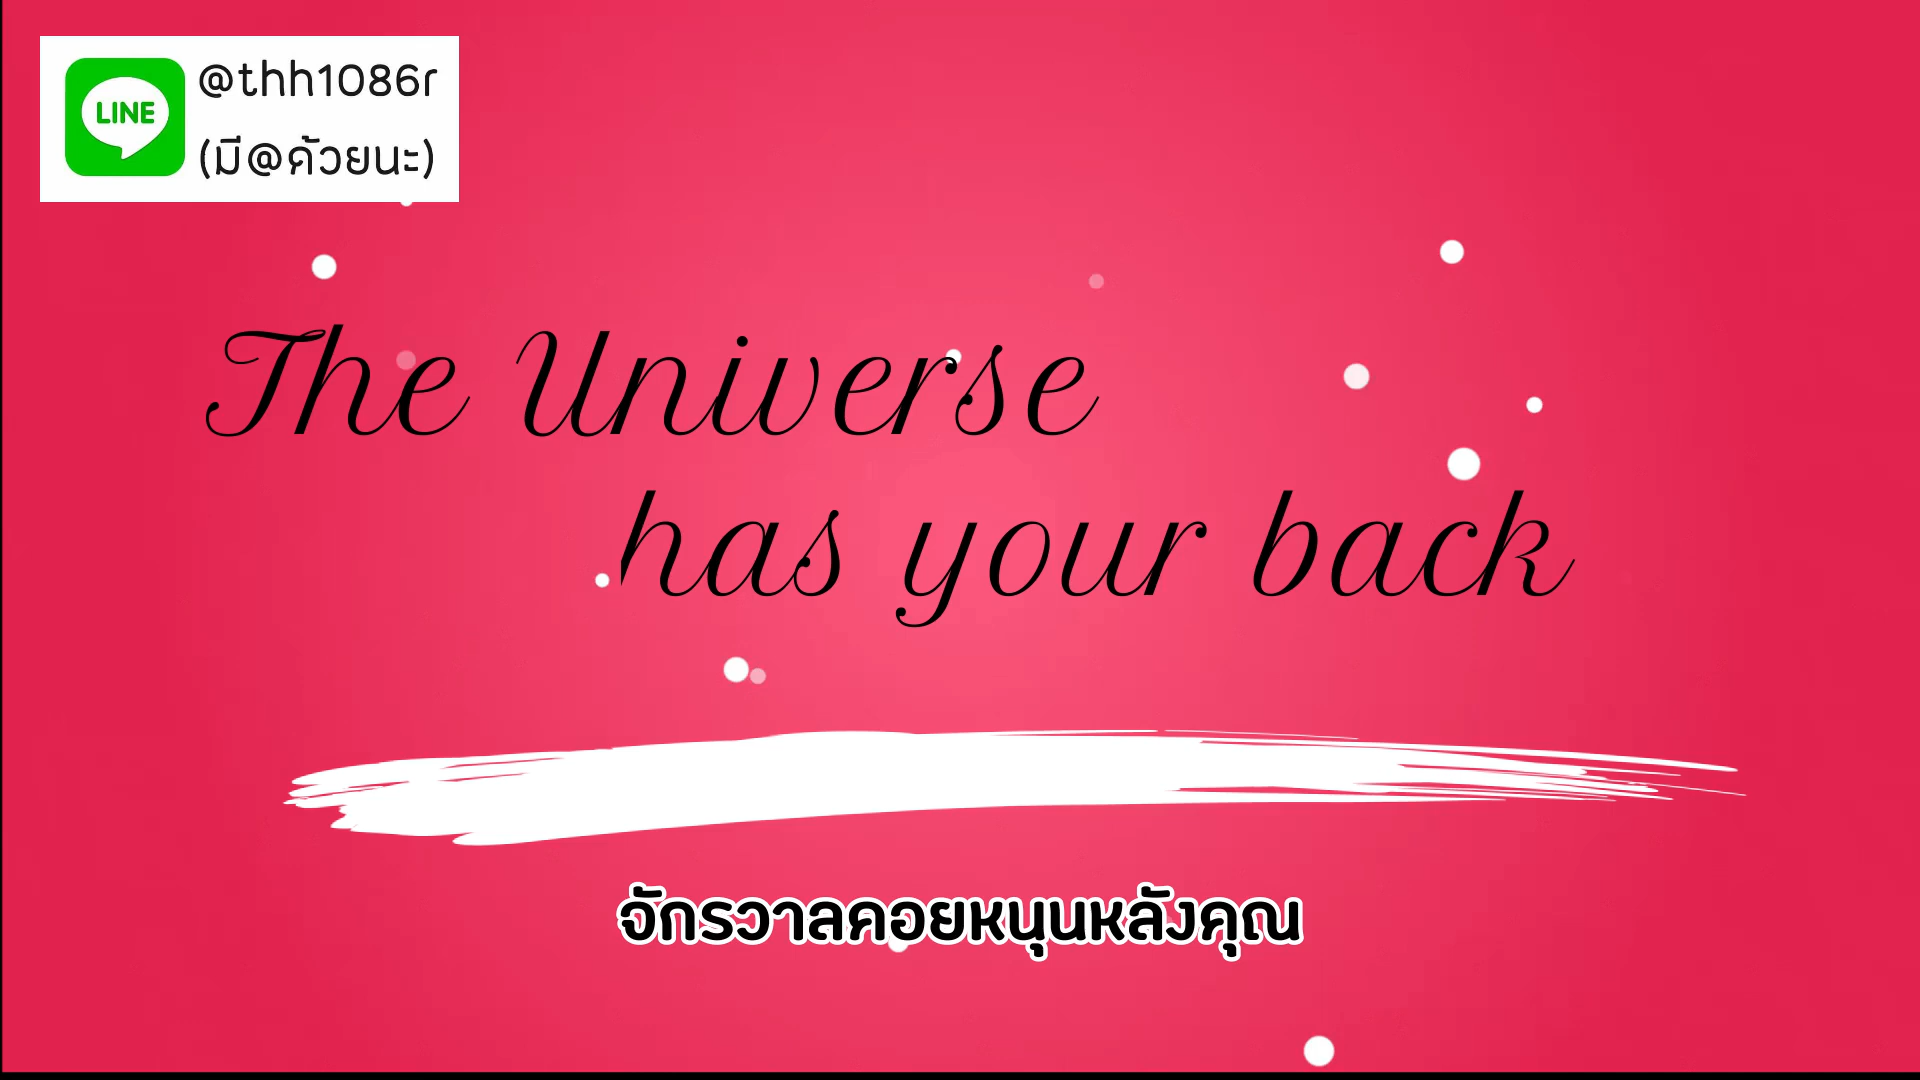 LINE
@thh1086r
(มี@ด้วยนะ)
The Universe
has your back
จักรวาลคอยหนุนหลังคุณ